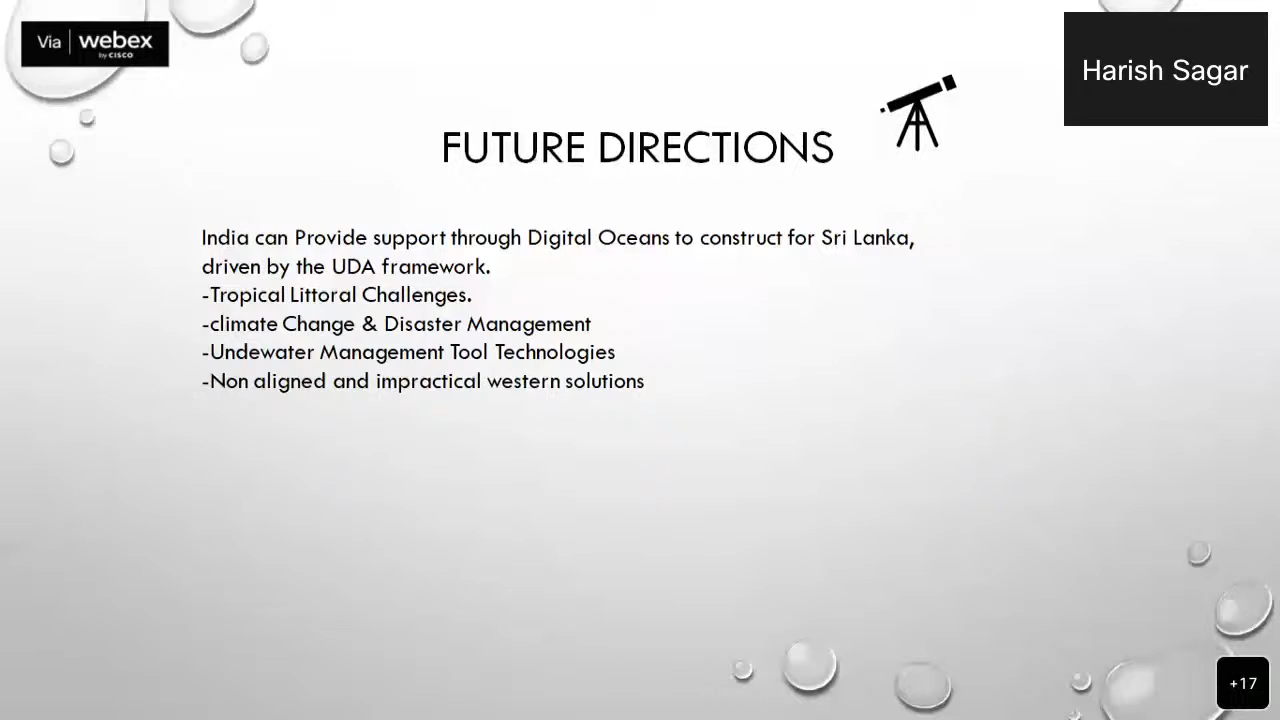 Via | webex
by CISCO
Harish Sagar
FUTURE DIRECTIONS
India can Provide support through Digital Oceans to construct for Sri Lanka,
driven by the UDA framework.
-Tropical Littoral Challenges.
-climate Change & Disaster Management
-Undewater Management Tool Technologies
-Non aligned and impractical western solutions
+17